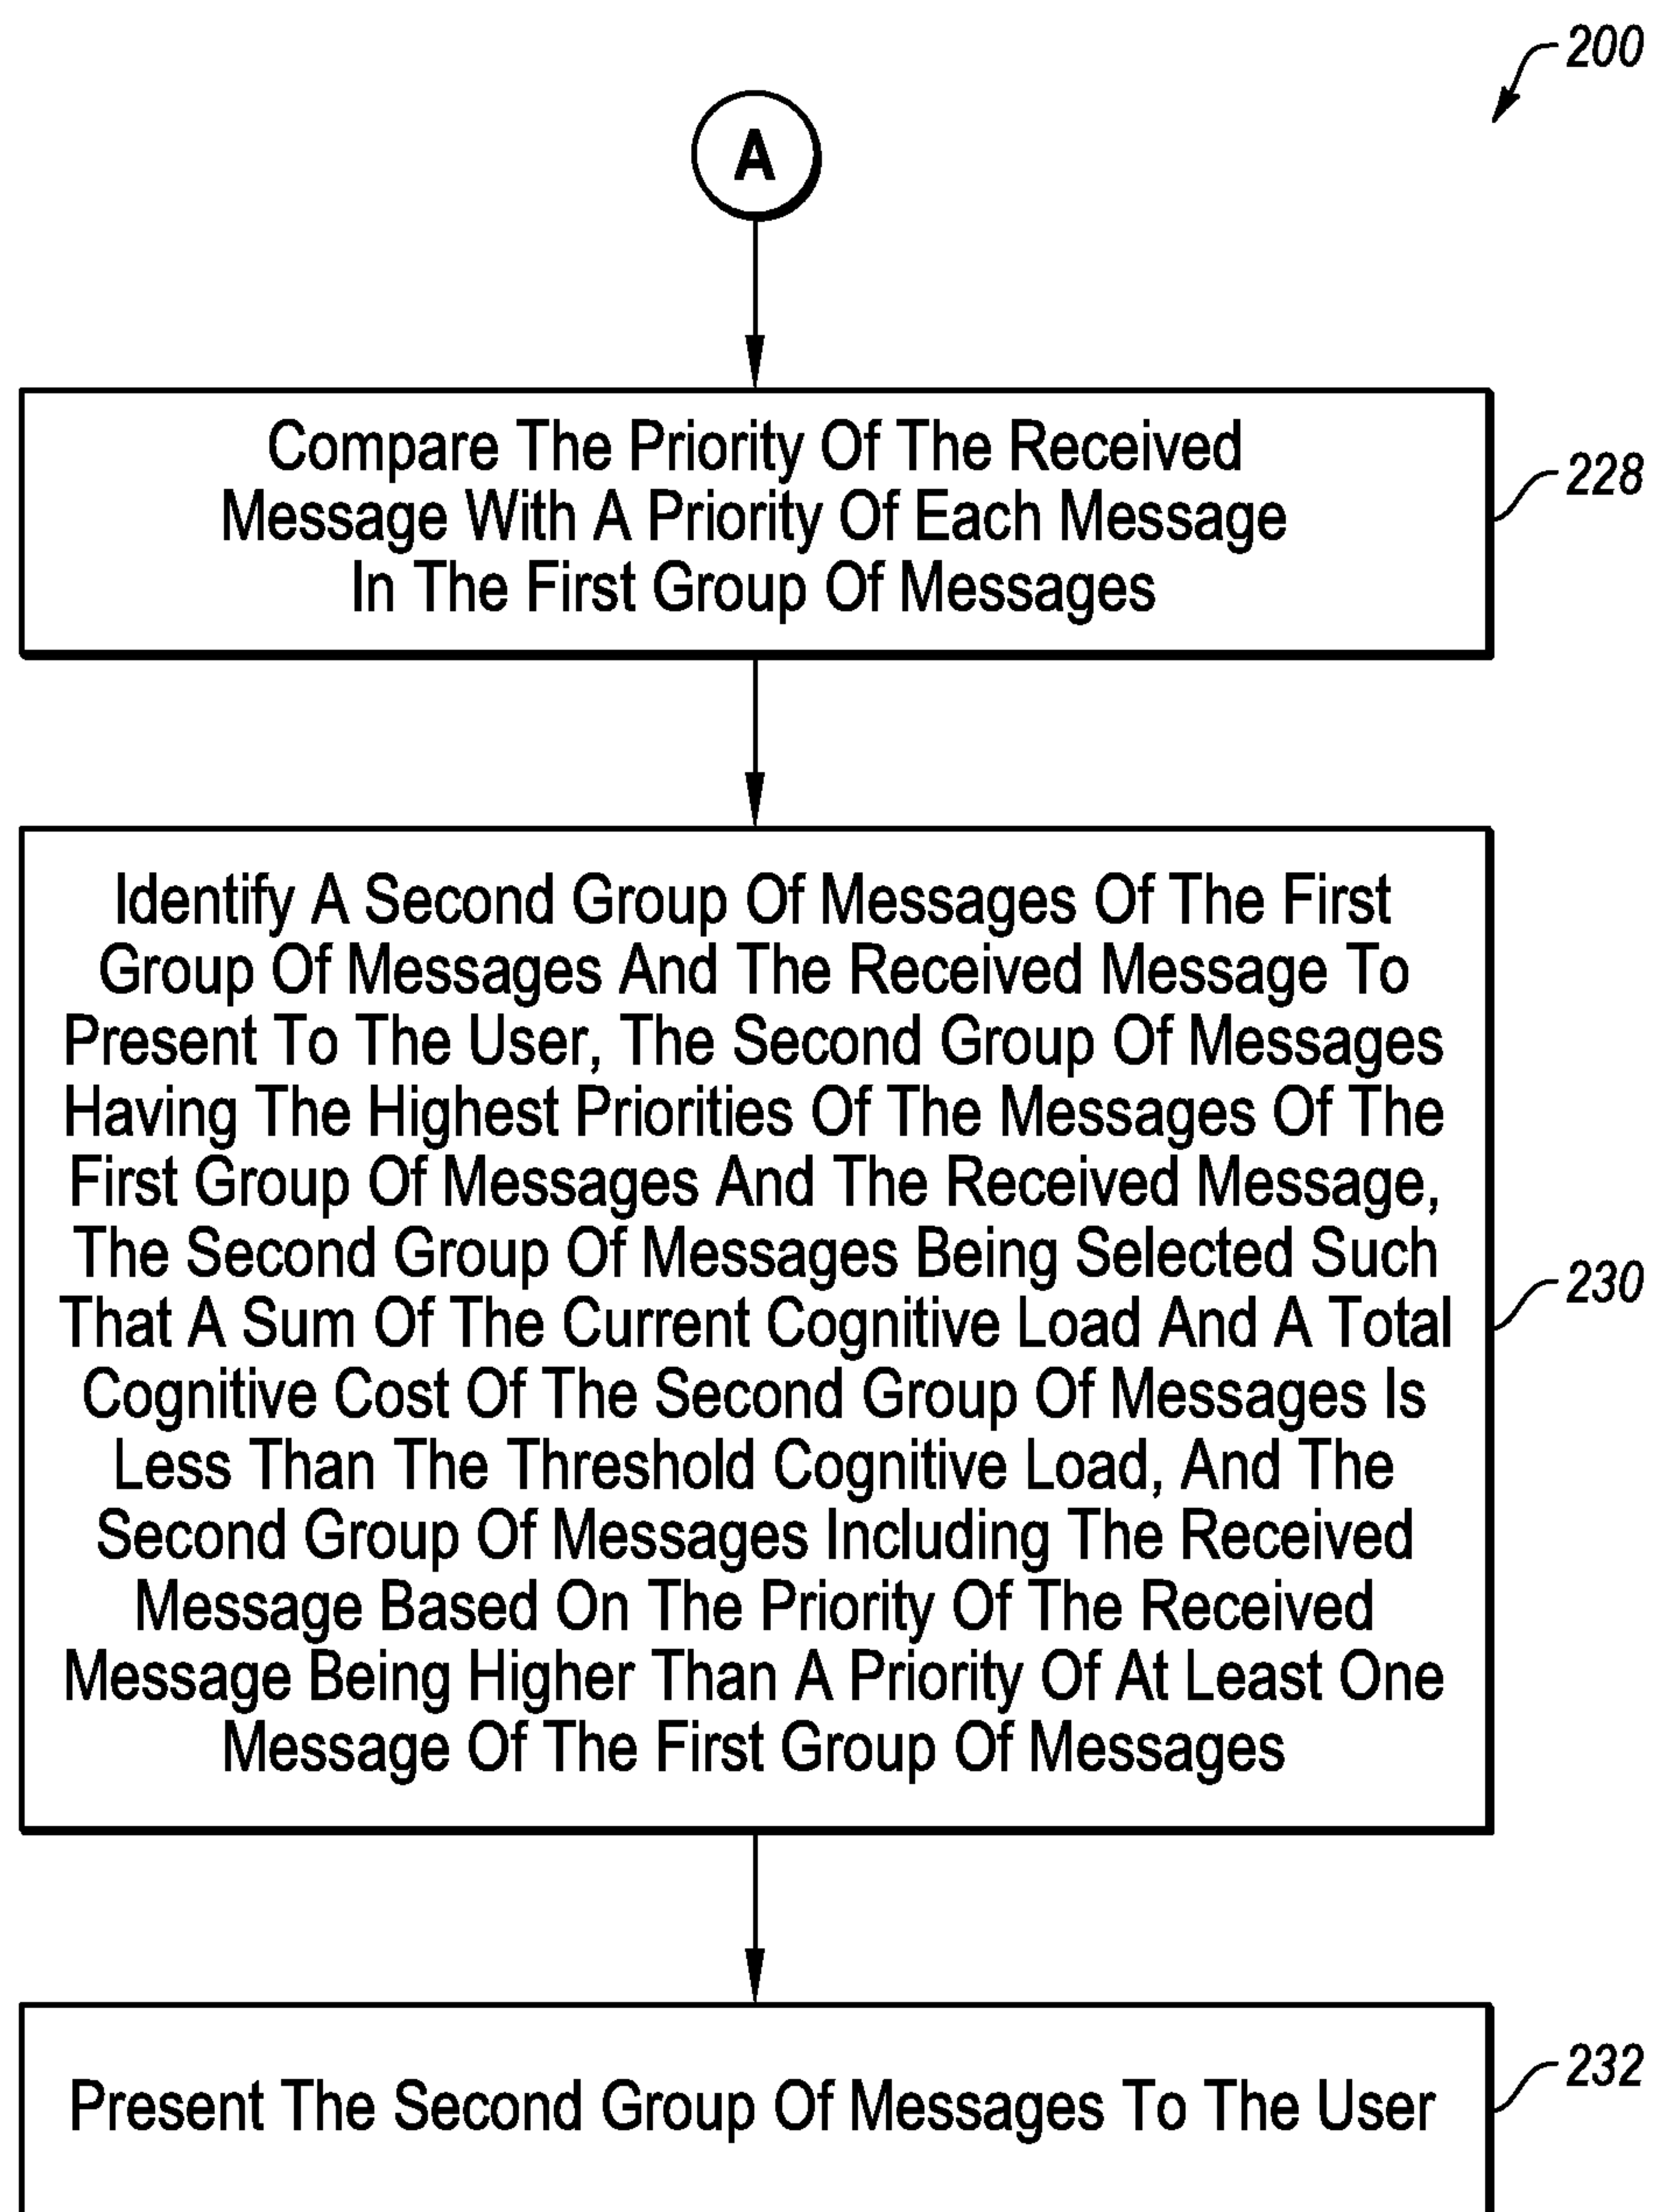 200
A
Compare The Priority Of The Received
Message With A Priority Of Each Message
In The First Group Of Messages
228
Identify A Second Group Of Messages Of The First
Group Of Messages And The Received Message To
Present To The User, The Second Group Of Messages
Having The Highest Priorities Of The Messages Of The
First Group Of Messages And The Received Message,
The Second Group Of Messages Being Selected Such
That A Sum Of The Current Cognitive Load And A Total
Cognitive Cost Of The Second Group Of Messages Is
Less Than The Threshold Cognitive Load, And The
Second Group Of Messages Including The Received
Message Based On The Priority Of The Received
Message Being Higher Than A Priority Of At Least One
Message Of The First Group Of Messages
230
Present The Second Group Of Messages To The User
232